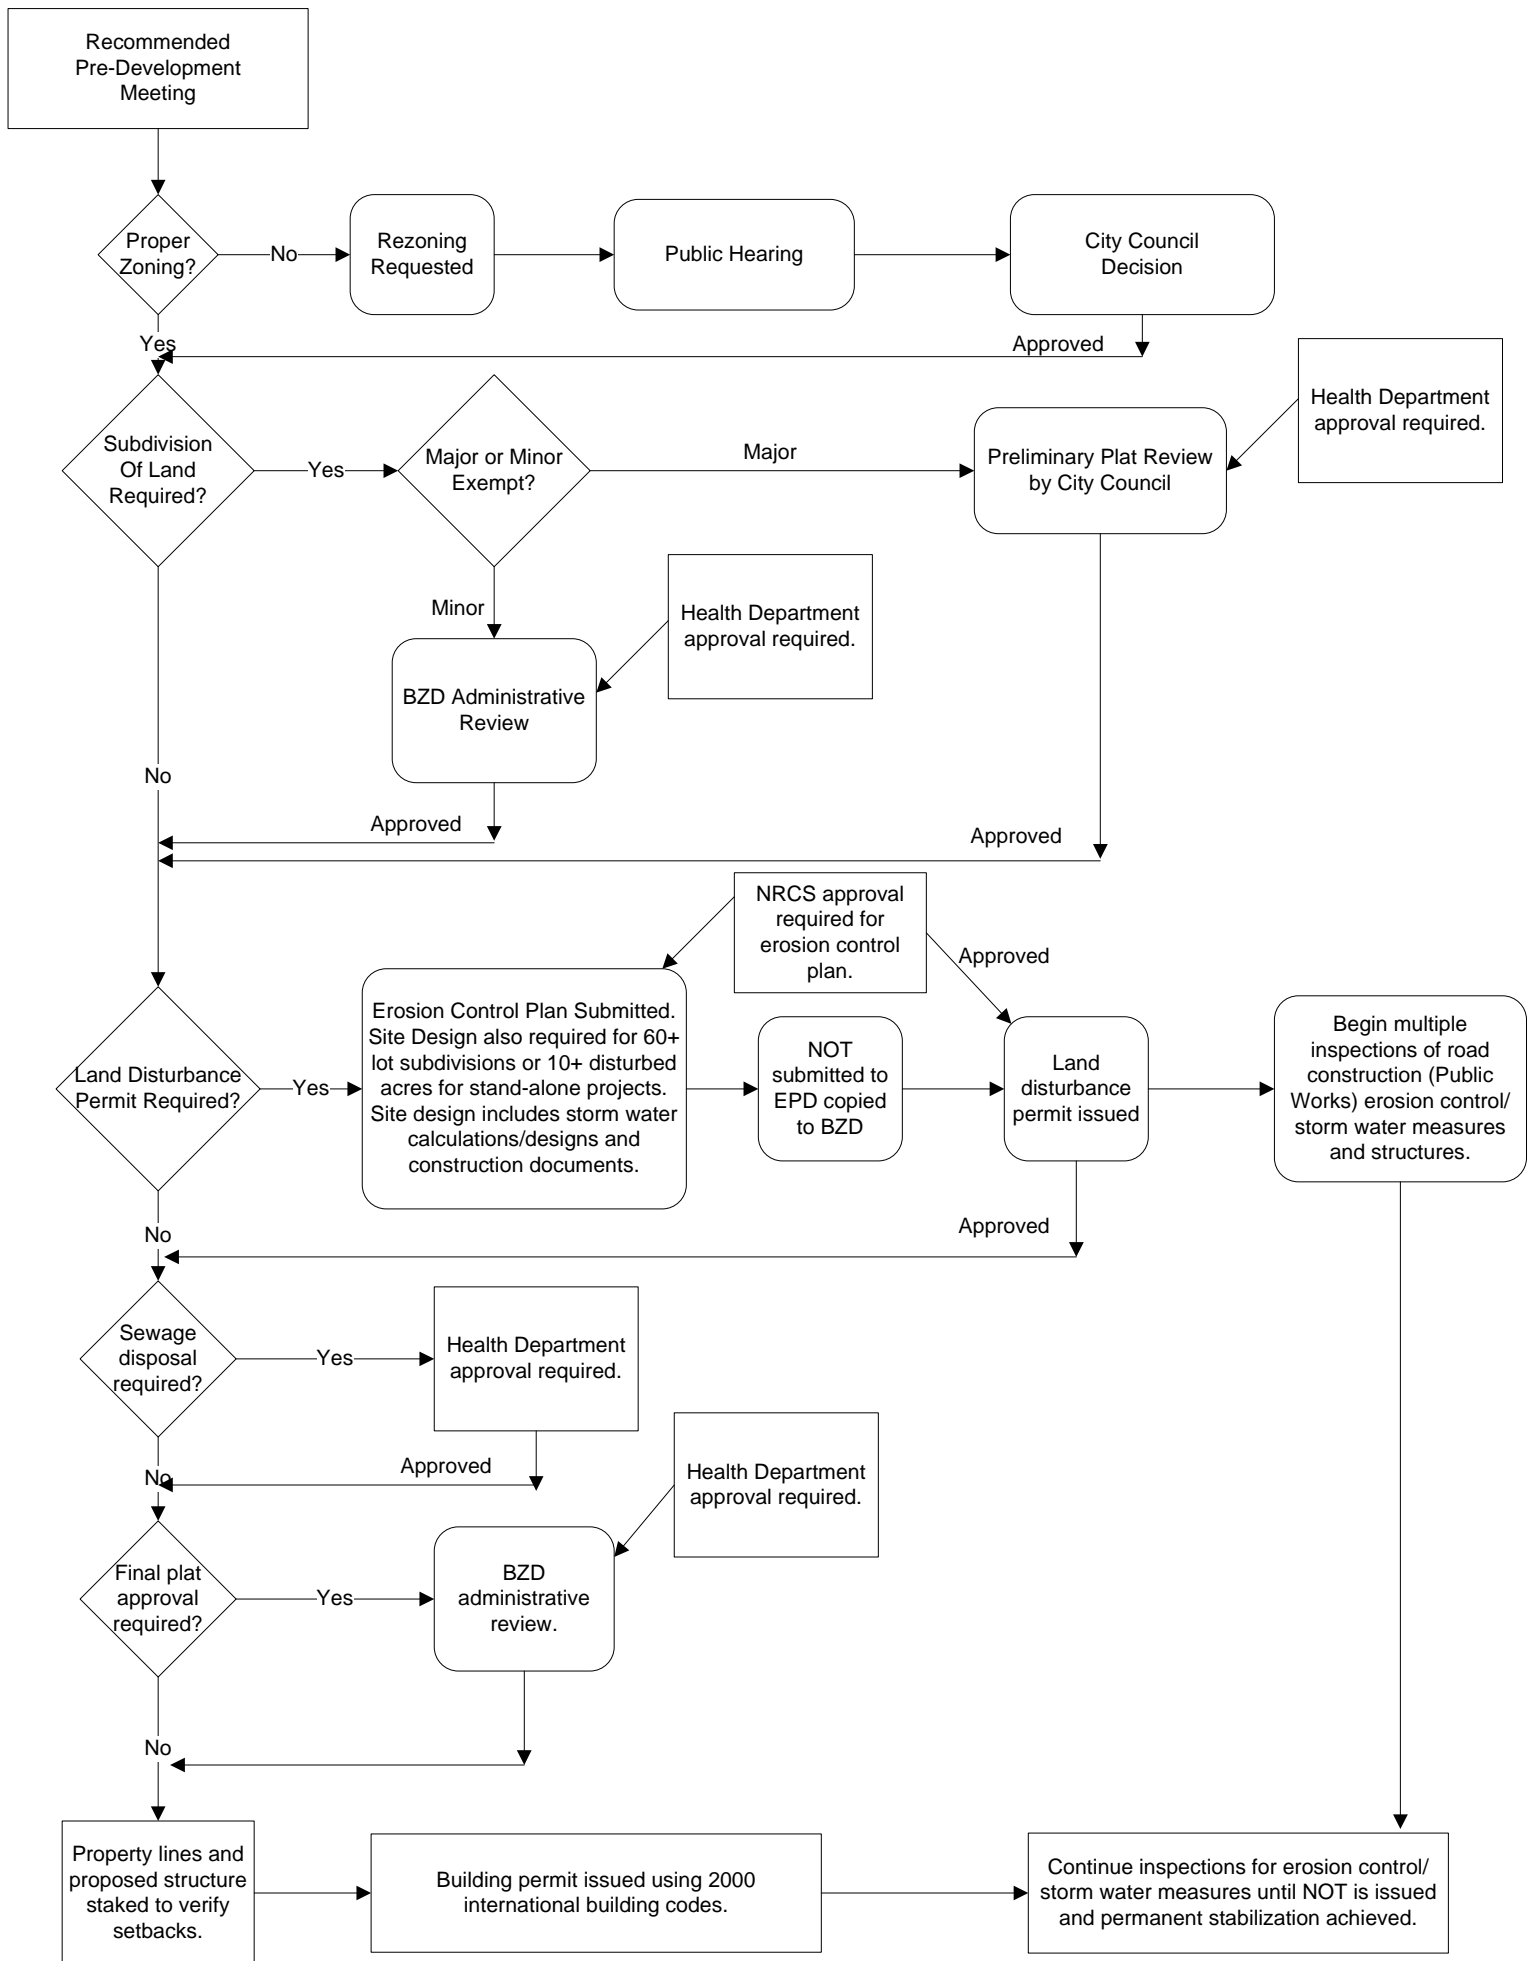 Recommended
Pre-Development
Meeting
Proper
Zoning?
No
Rezoning
Requested
Public Hearing
City Council
Decision
Yes
Approved
Health Department
approval required.
Subdivision
Of Land
Required?
Yes
Major or Minor
Exempt?
Major
Preliminary Plat Review
by City Council
Minor
Health Department
approval required.
BZD Administrative
Review
No
Approved
Approved
NRCS approval
required for
erosion control
plan.
Approved
Land Disturbance
Permit Required?
Yes
Erosion Control Plan Submitted.
Site Design also required for 60+
lot subdivisions or 10+ disturbed
acres for stand-alone projects.
Site design includes storm water
calculations/designs and
construction documents.
NOT
submitted to
EPD copied
to BZD
Land
disturbance
permit issued
Begin multiple
inspections of road
construction (Public
Works) erosion control/
storm water measures
and structures.
No
Approved
Sewage
disposal
required?
Yes
Health Department
approval required.
No
Approved
Health Department
approval required.
Final plat
approval
required?
Yes
BZD
administrative
review.
No
Property lines and
proposed structure
staked to verify
setbacks.
Building permit issued using 2000
international building codes.
Continue inspections for erosion control/
storm water measures until NOT is issued
and permanent stabilization achieved.